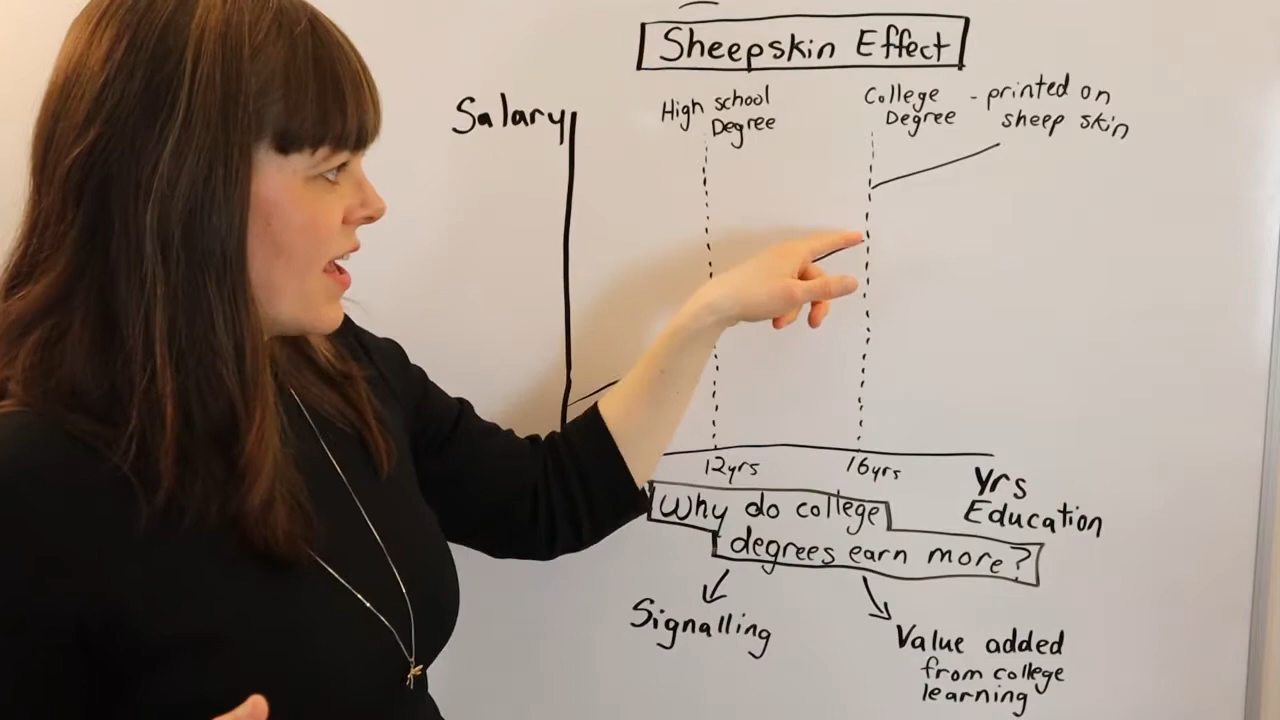 Sheepskin Effect
Salary
High school
Degree
College - printed on
Degree sheep skin
12yrs
16yrs
Yrs
Education
Why do college
degrees earn more?
Signalling
Value added
from college
learning